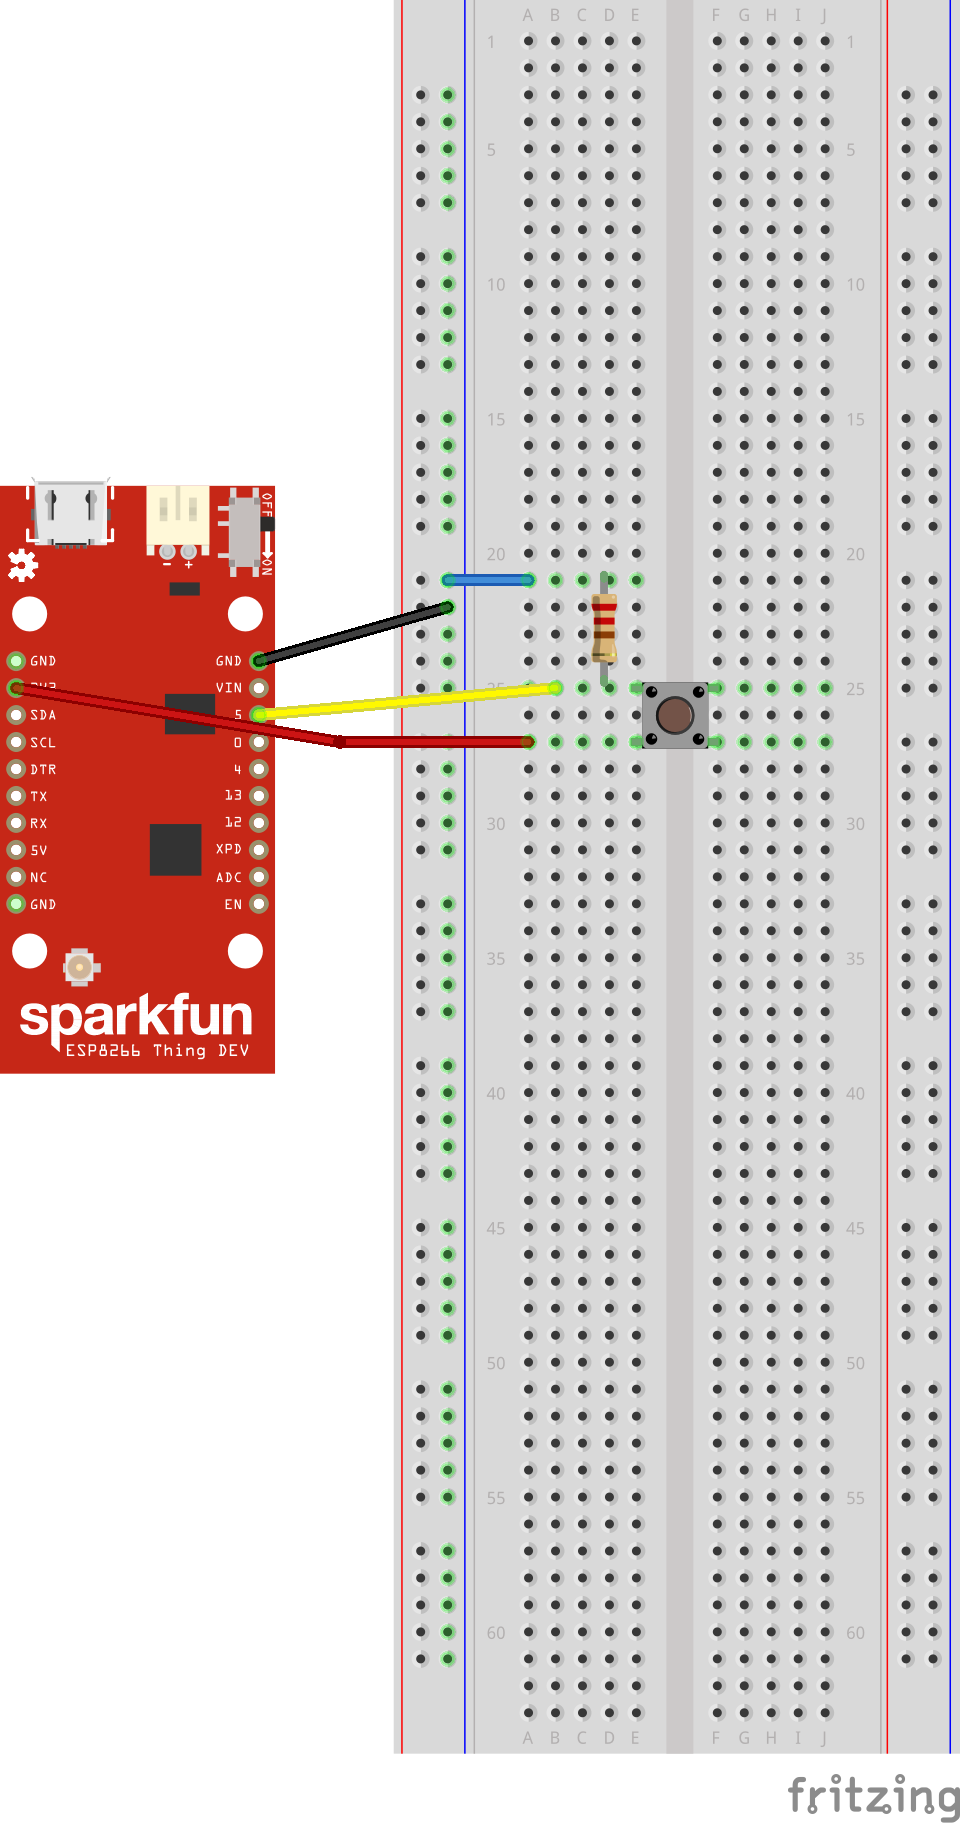 A B C D E F G H I J
1 1
5 5
10 10
15 15
20 20
25 25
30 30
35 35
40 40
45 45
50 50
55 55
60 60
A B C D E F G H I J
OFF
ON
- +
GND GND
VIN
SDA 5
SCL 0
DTR 4
TX 13
RX 12
5V XPD
NC ADC
GND EN
sparkfun
ESP8266 Thing DEV
fritzing